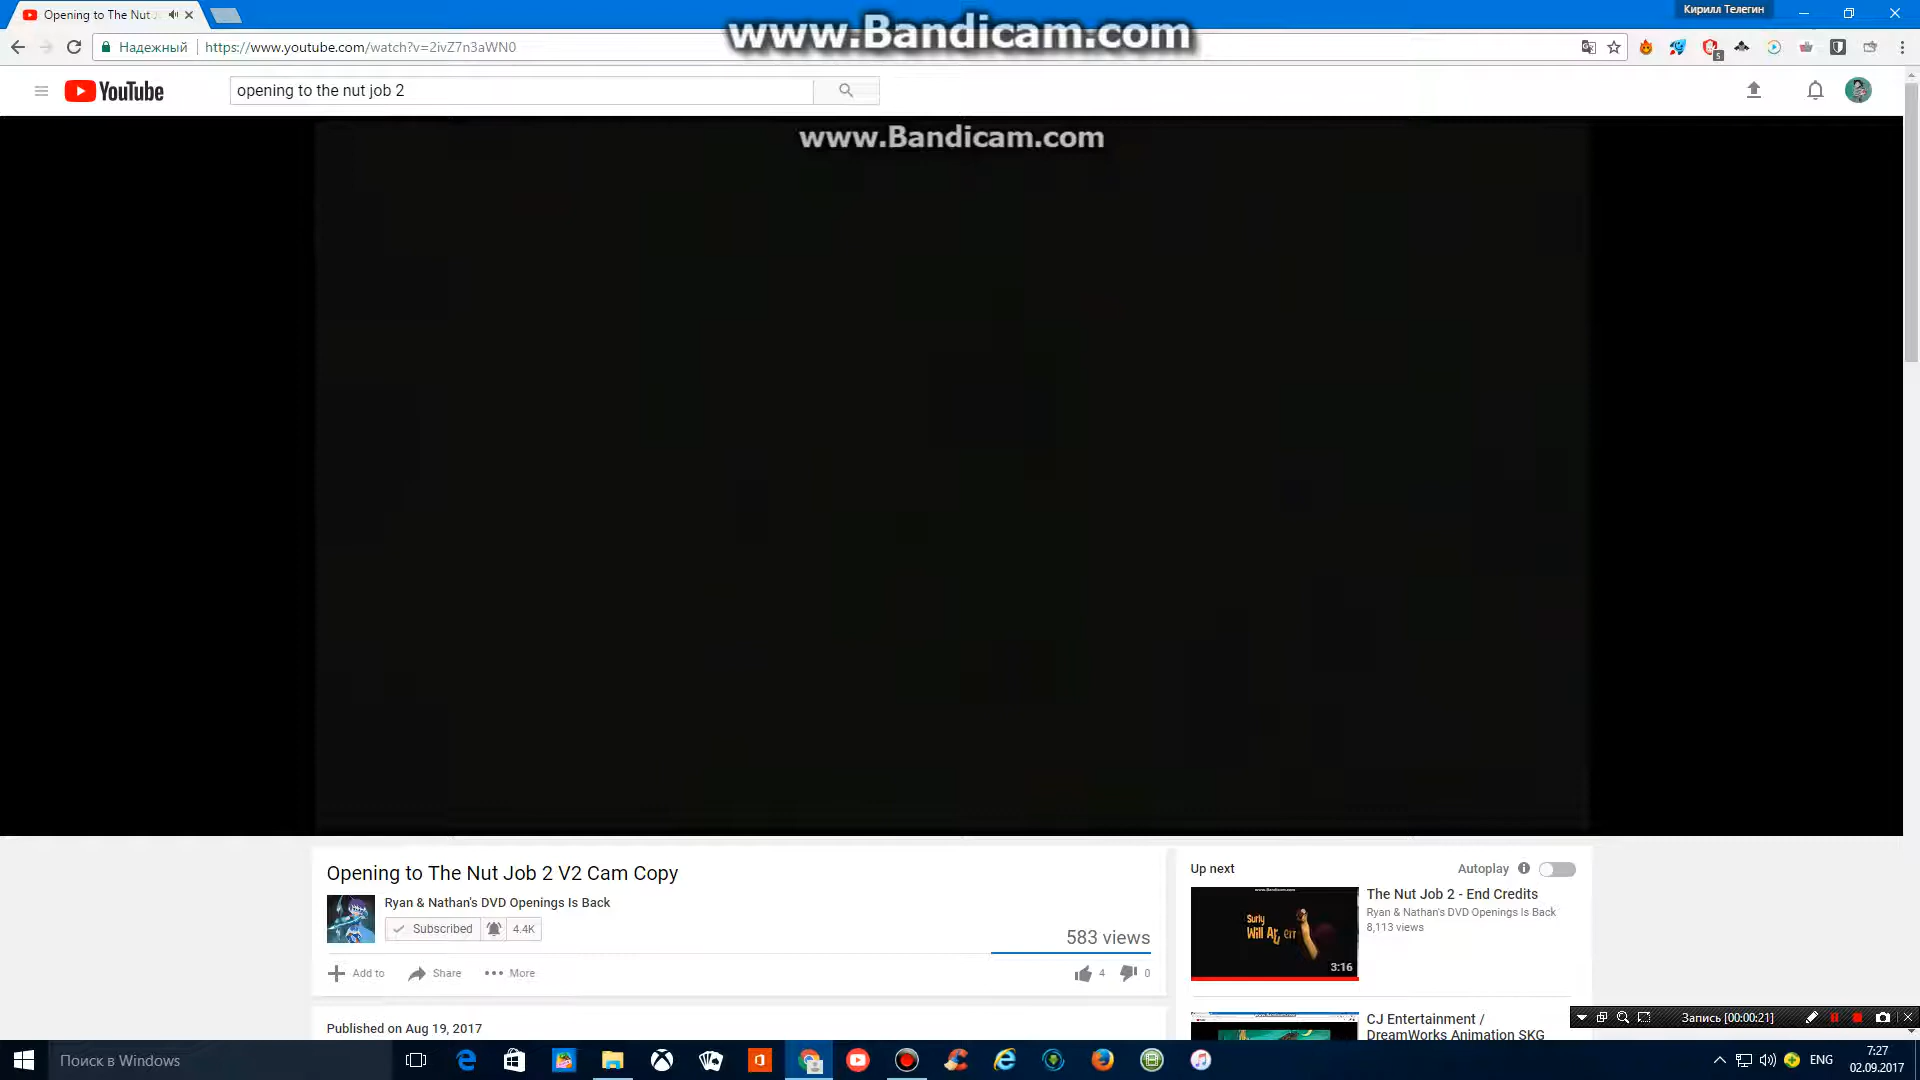 Opening to The Nut J
Кирилл Телегин
www.Bandicam.com
Надежный
https://www.youtube.com/watch?v=2ivZ7n3aWN0
5
YouTube
opening to the nut job 2
www.Bandicam.com
Opening to The Nut Job 2 V2 Cam Copy
Ryan & Nathan's DVD Openings Is Back
Subscribed
4.4K
583 views
Add to
Share
More
4
0
Published on Aug 19, 2017
Up next
Autoplay
Surly
Will
3:16
The Nut Job 2 - End Credits
Ryan & Nathan's DVD Openings Is Back
8,113 views
CJ Entertainment /
DreamWorks Animation SKG
Запись [00:00:21]
Поиск в Windows
ENG
7:27
02.09.2017